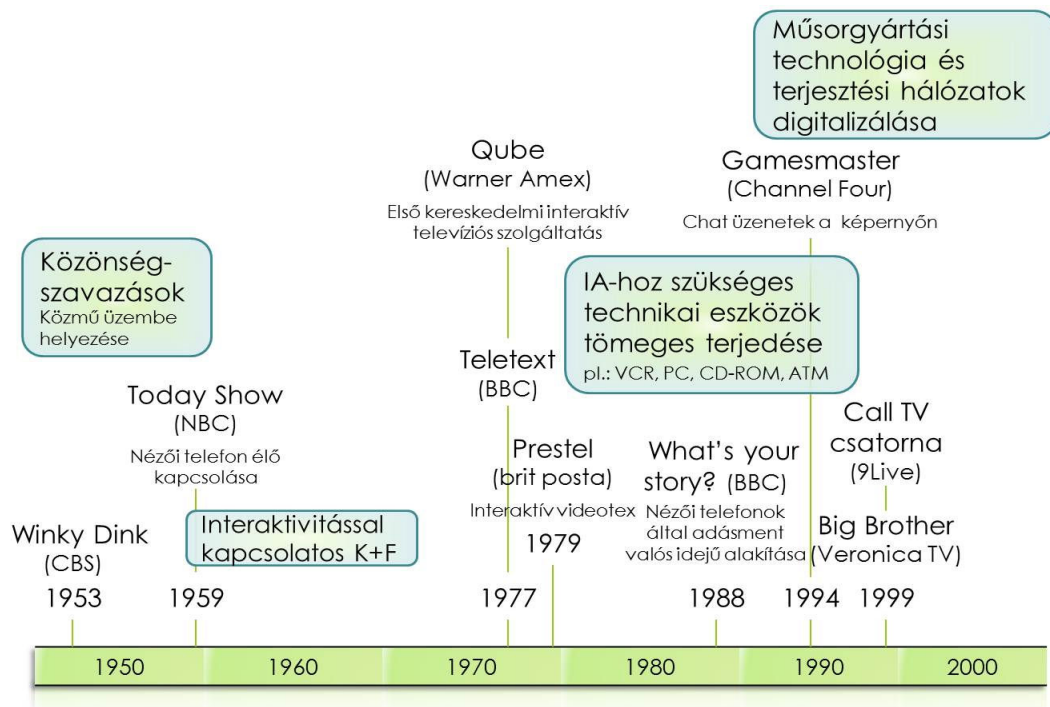 Műsorgyártási
technológia és
terjesztési hálózatok
digitalizálása
Qube
(Warner Amex)
Első kereskedelmi interaktív
televíziós szolgáltatás
Gamesmaster
(Channel Four)
Chat üzenetek a képernyőn
Közönség-
szavazások
Közmű üzembe
helyezése
IA-hoz szükséges
technikai eszközök
tömeges terjedése
pl.: VCR, PC, CD-ROM, ATM
Teletext
(BBC)
Today Show
(NBC)
Nézői telefon élő
kapcsolása
Call TV
csatorna
(9Live)
Prestel
(brit posta)
Interaktív videotex
1979
What's your
story? (BBC)
Nézői telefonok
által adásment
valós idejű alakítása
Big Brother
(Veronica TV)
Interaktivitással
kapcsolatos K+F
Winky Dink
(CBS)
1953
1959
1977
1988
1994
1999
1950
1960
1970
1980
1990
2000